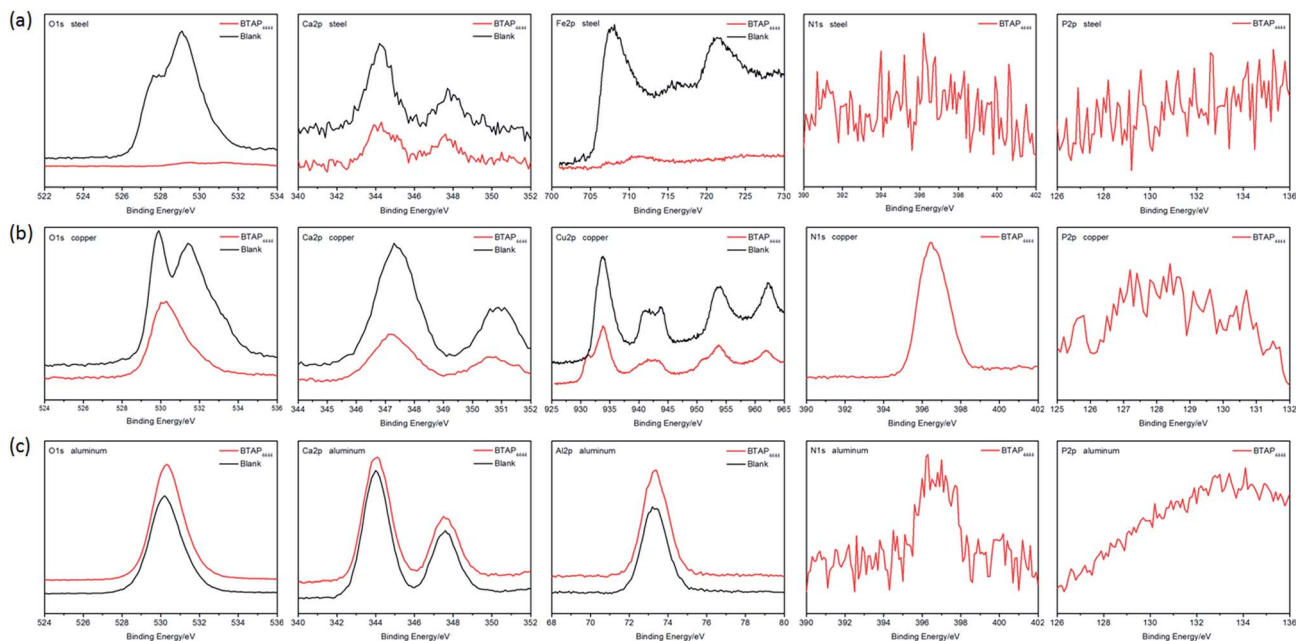 (a)
O1s steel
BTAP4444
Blank
522 524 526 528 530 532 534
Binding Energy/eV
Ca2p steel
BTAP4444
Blank
340 342 344 346 348 350 352
Binding Energy/eV
Fe2p steel
BTAP4444
Blank
700 705 710 715 720 725 730
Binding Energy/eV
N1s steel
BTAP4444
390 392 394 396 398 400 402
Binding Energy/eV
P2p steel
BTAP4444
126 128 130 132 134 136
Binding Energy/eV
(b)
O1s copper
BTAP4444
Blank
524 526 528 530 532 534 536
Binding Energy/eV
Ca2p copper
BTAP4444
Blank
344 345 346 347 348 349 350 351 352
Binding Energy/eV
Cu2p copper
BTAP4444
Blank
925 930 935 940 945 950 955 960 965
Binding Energy/eV
N1s copper
BTAP4444
390 392 394 396 398 400 402
Binding Energy/eV
P2p copper
BTAP4444
125 126 127 128 129 130 131 132
Binding Energy/eV
(c)
O1s aluminum
BTAP4444
Blank
524 526 528 530 532 534 536
Binding Energy/eV
Ca2p aluminum
BTAP4444
Blank
340 342 344 346 348 350 352
Binding Energy/eV
Al2p aluminum
BTAP4444
Blank
68 70 72 74 76 78 80
Binding Energy/eV
N1s aluminum
BTAP4444
390 392 394 396 398 400 402
Binding Energy/eV
P2p aluminum
BTAP4444
126 128 130 132 134 136
Binding Energy/eV